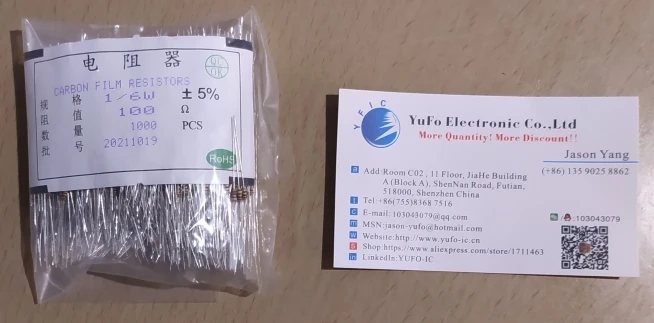 电 阻 器
QC
OK
CARBON FILM RESISTORS
规 格 1/6W ± 5%
阻 值 100 Ω
数 量 1000 PCS
批 号 20211019
RoHS
YFIC
YuFo Electronic Co.,Ltd
More Quantity! More Discount!!
Jason Yang
(+86) 135 9025 8862
Add:Room C02 , 11 Floor, JiaHe Building
A (Block A), ShenNan Road, Futian,
518000, Shenzhen China
Tel:+86(755)8368 7516
E-mail:103043079@qq.com
MSN:jason-yufo@hotmail.com
Website:http://www.yufo-ic.cn
Shop:https://www.aliexpress.com/store/1711463
LinkedIn:YUFO-IC
/ :103043079